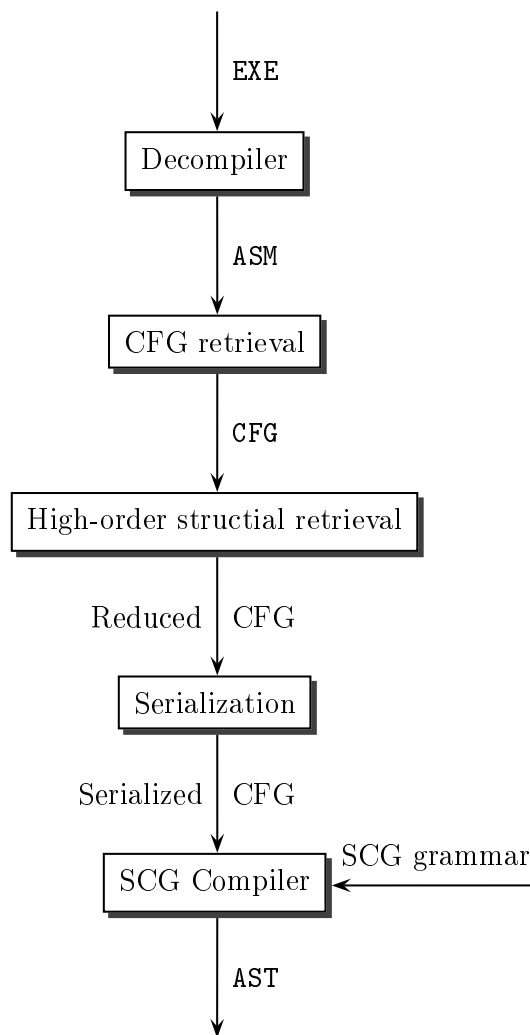 EXE
Decompiler
ASM
CFG retrieval
CFG
High-order structial retrieval
Reduced CFG
Serialization
Serialized CFG
SCG grammar
SCG Compiler
AST